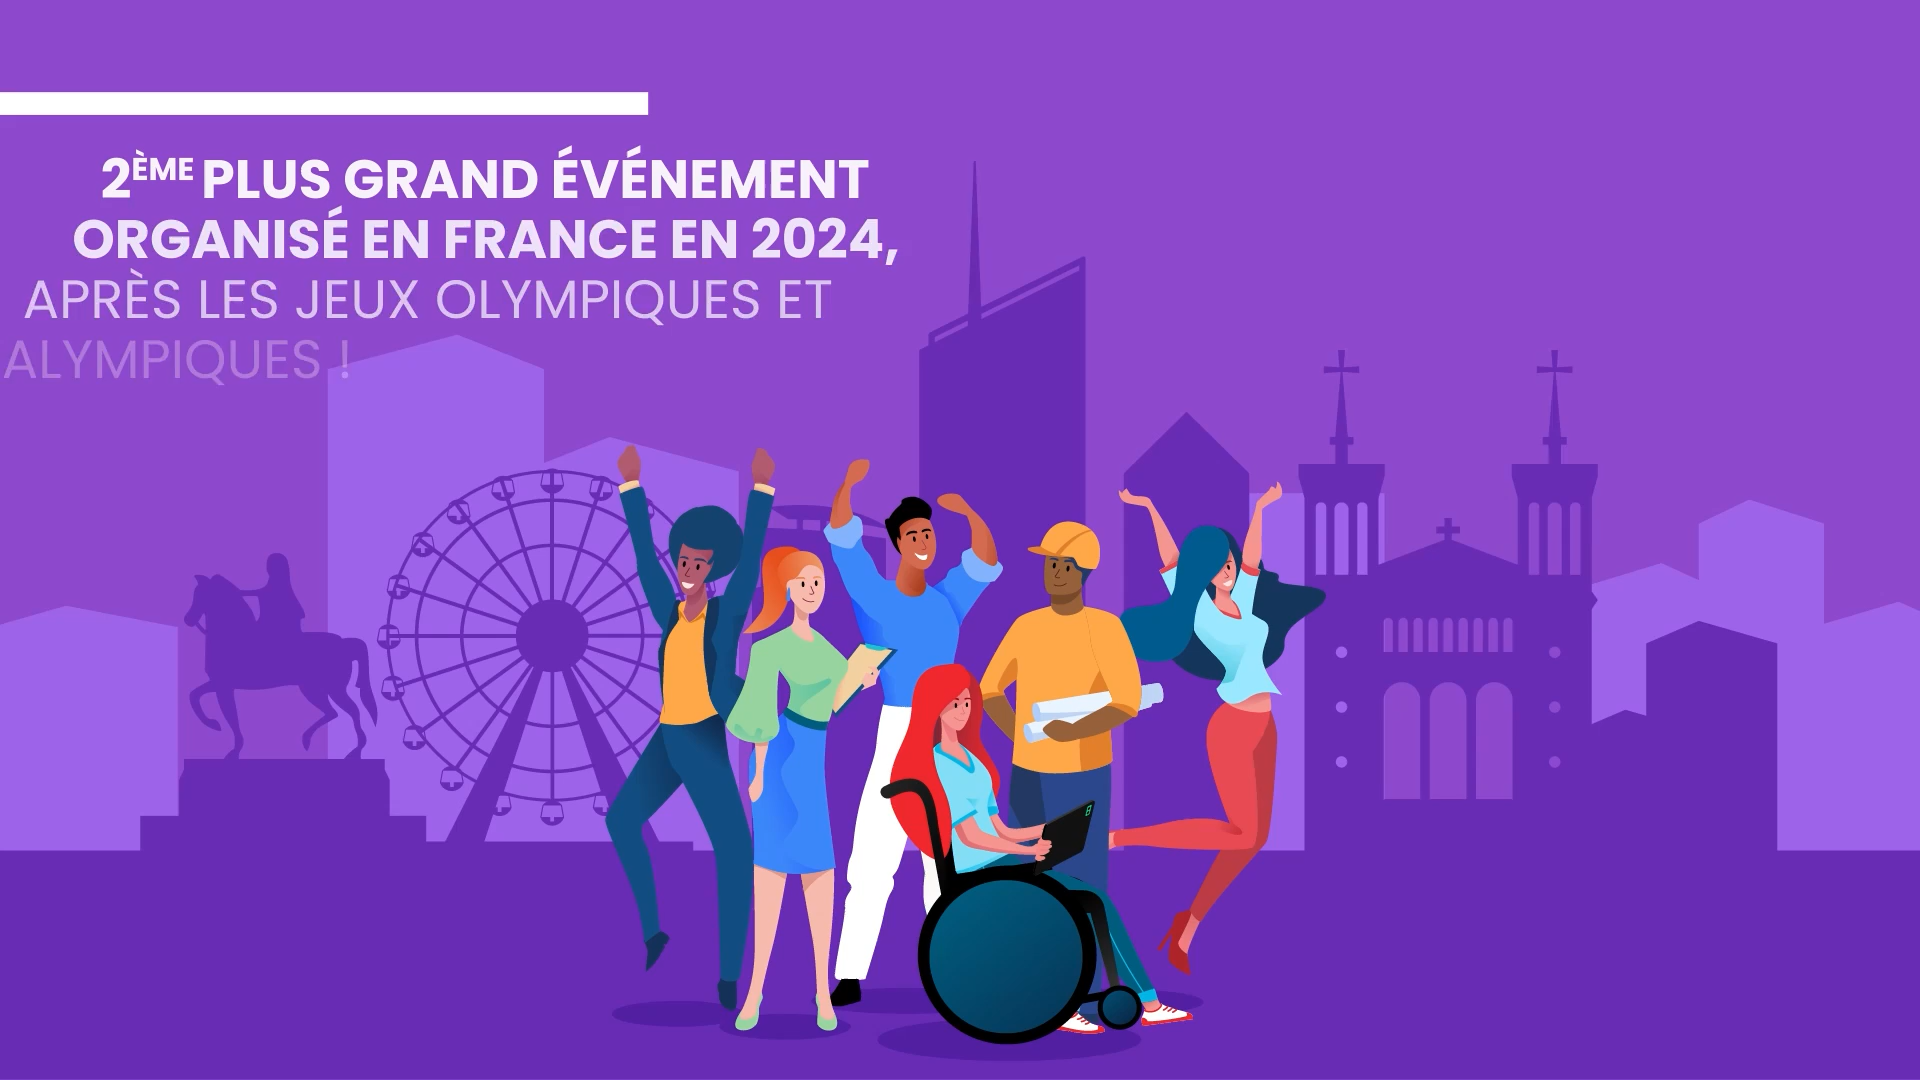 2ÈME PLUS GRAND ÉVÉNEMENT
ORGANISÉ EN FRANCE EN 2024,
APRÈS LES JEUX OLYMPIQUES ET
ALYMPIQUES !